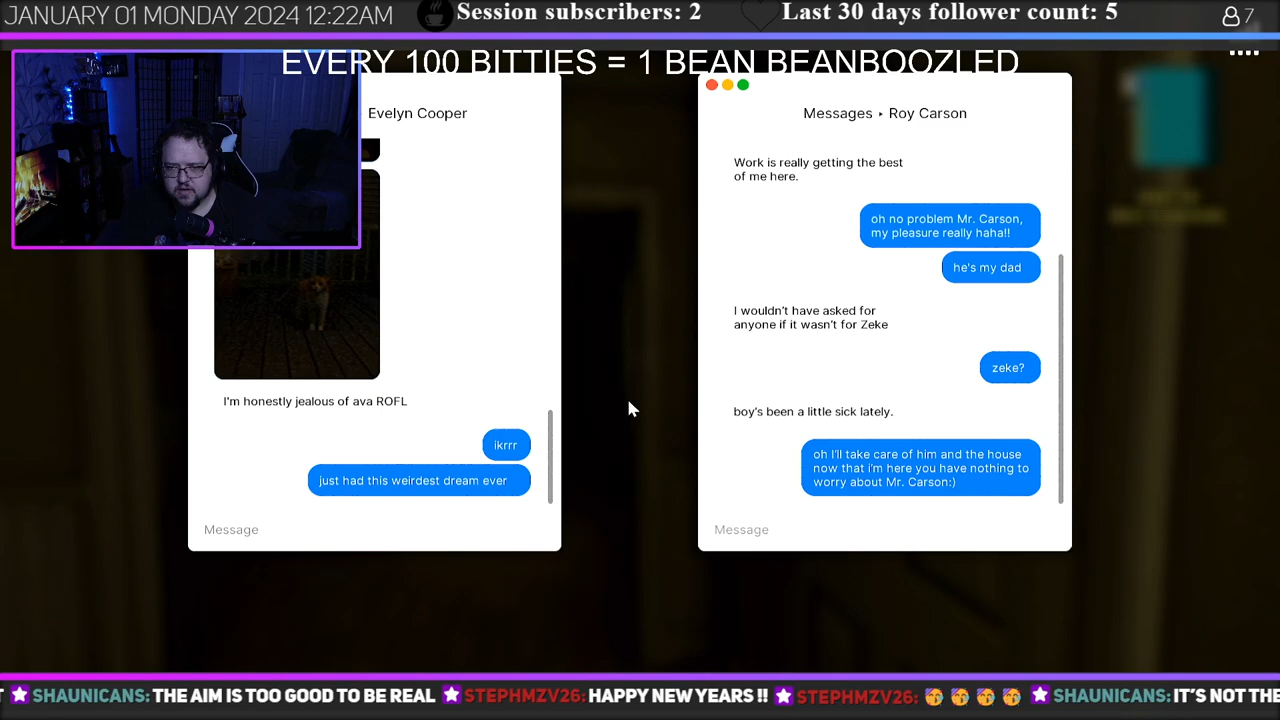 JANUARY 01 MONDAY 2024 12:22AM
Session subscribers: 2
Last 30 days follower count: 5
7
EVERY 100 BITTIES = 1 BEAN BEANBOOZLED
Evelyn Cooper
I'm honestly jealous of ava ROFL
ikrrr
just had this weirdest dream ever
Message
Messages ‣ Roy Carson
Work is really getting the best
of me here.
oh no problem Mr. Carson,
my pleasure really haha!!
he's my dad
I wouldn't have asked for
anyone if it wasn't for Zeke
zeke?
boy's been a little sick lately.
oh I'll take care of him and the house
now that i'm here you have nothing to
worry about Mr. Carson:)
Message
SHAUNICANS: THE AIM IS TOO GOOD TO BE REAL STEPHMZV26: HAPPY NEW YEARS !! STEPHMZV26: 🥳 🥳 🥳 🥳 SHAUNICANS: IT'S NOT THE